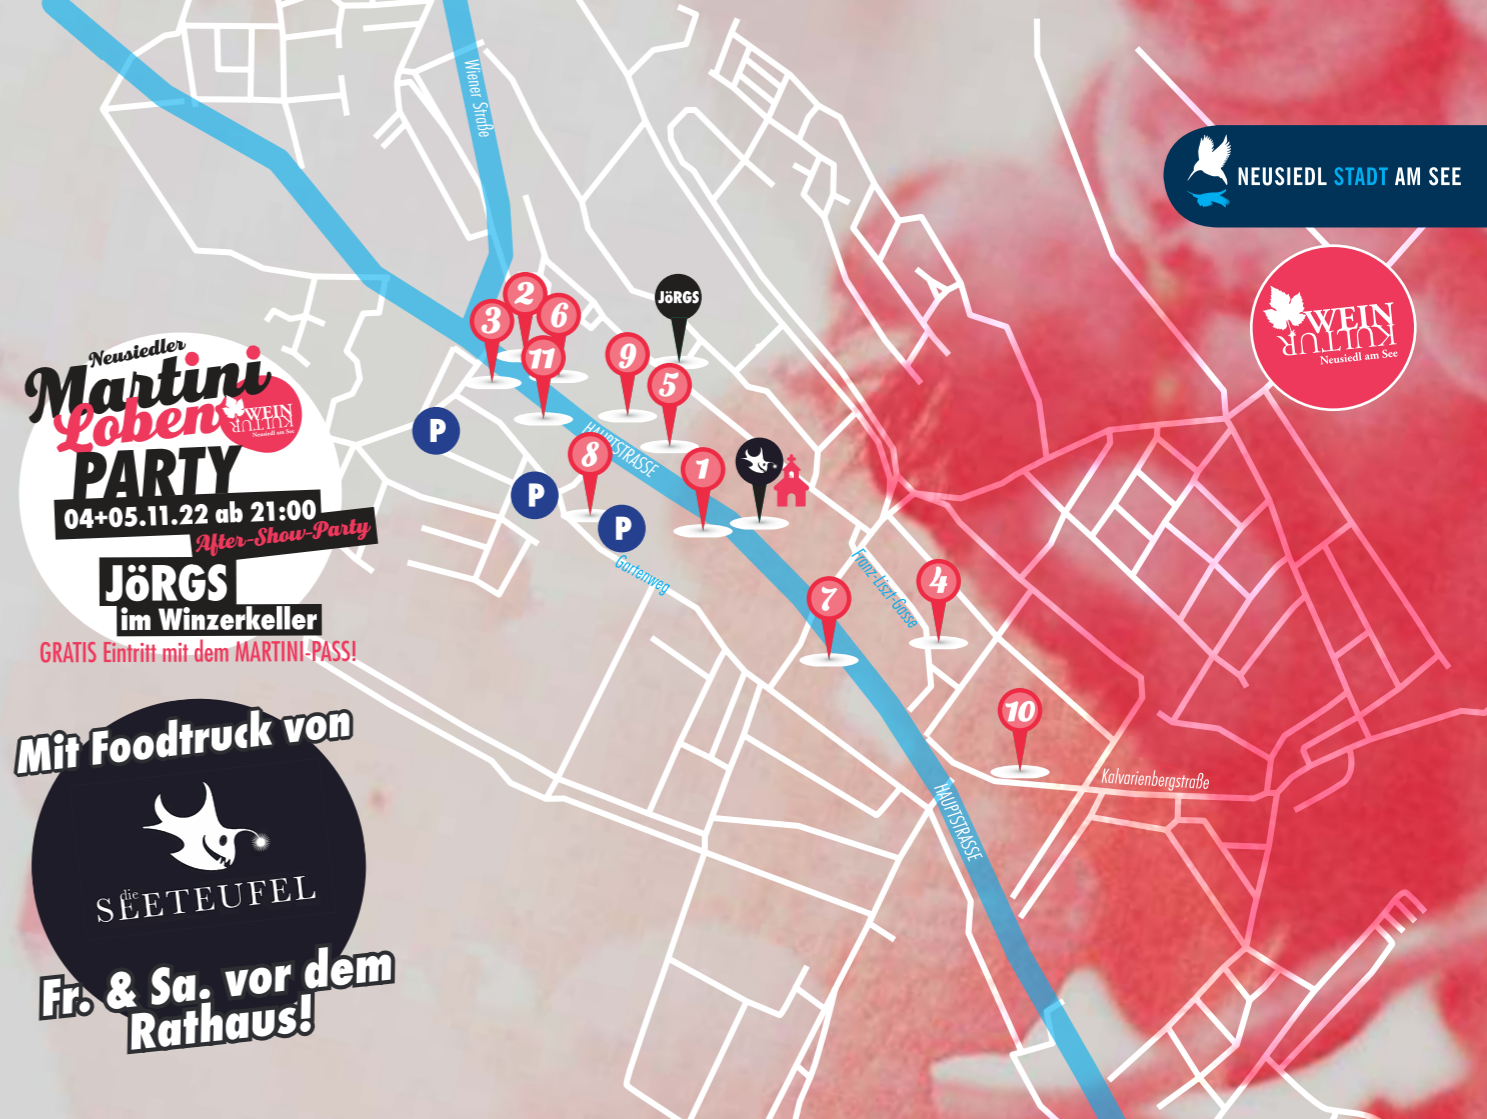 Wiener Straße
NEUSIEDL STADT AM SEE
WEIN
KULTUR
Neusiedl am See
JöRGS
2
3
6
11
9
5
HAUPTSTRASSE
8
1
P
P
P
Gartenweg
Franz-Liszt-Gasse
7
4
10
Kalvarienbergstraße
HAUPTSTRASSE
Neusiedler
Martini
Loben
WEIN
KULTUR
Neusiedl am See
PARTY
04+05.11.22 ab 21:00
After-Show-Party
JöRGS
im Winzerkeller
GRATIS Eintritt mit dem MARTINI-PASS!
Mit Foodtruck von
die
SEETEUFEL
Fr. & Sa. vor dem
Rathaus!